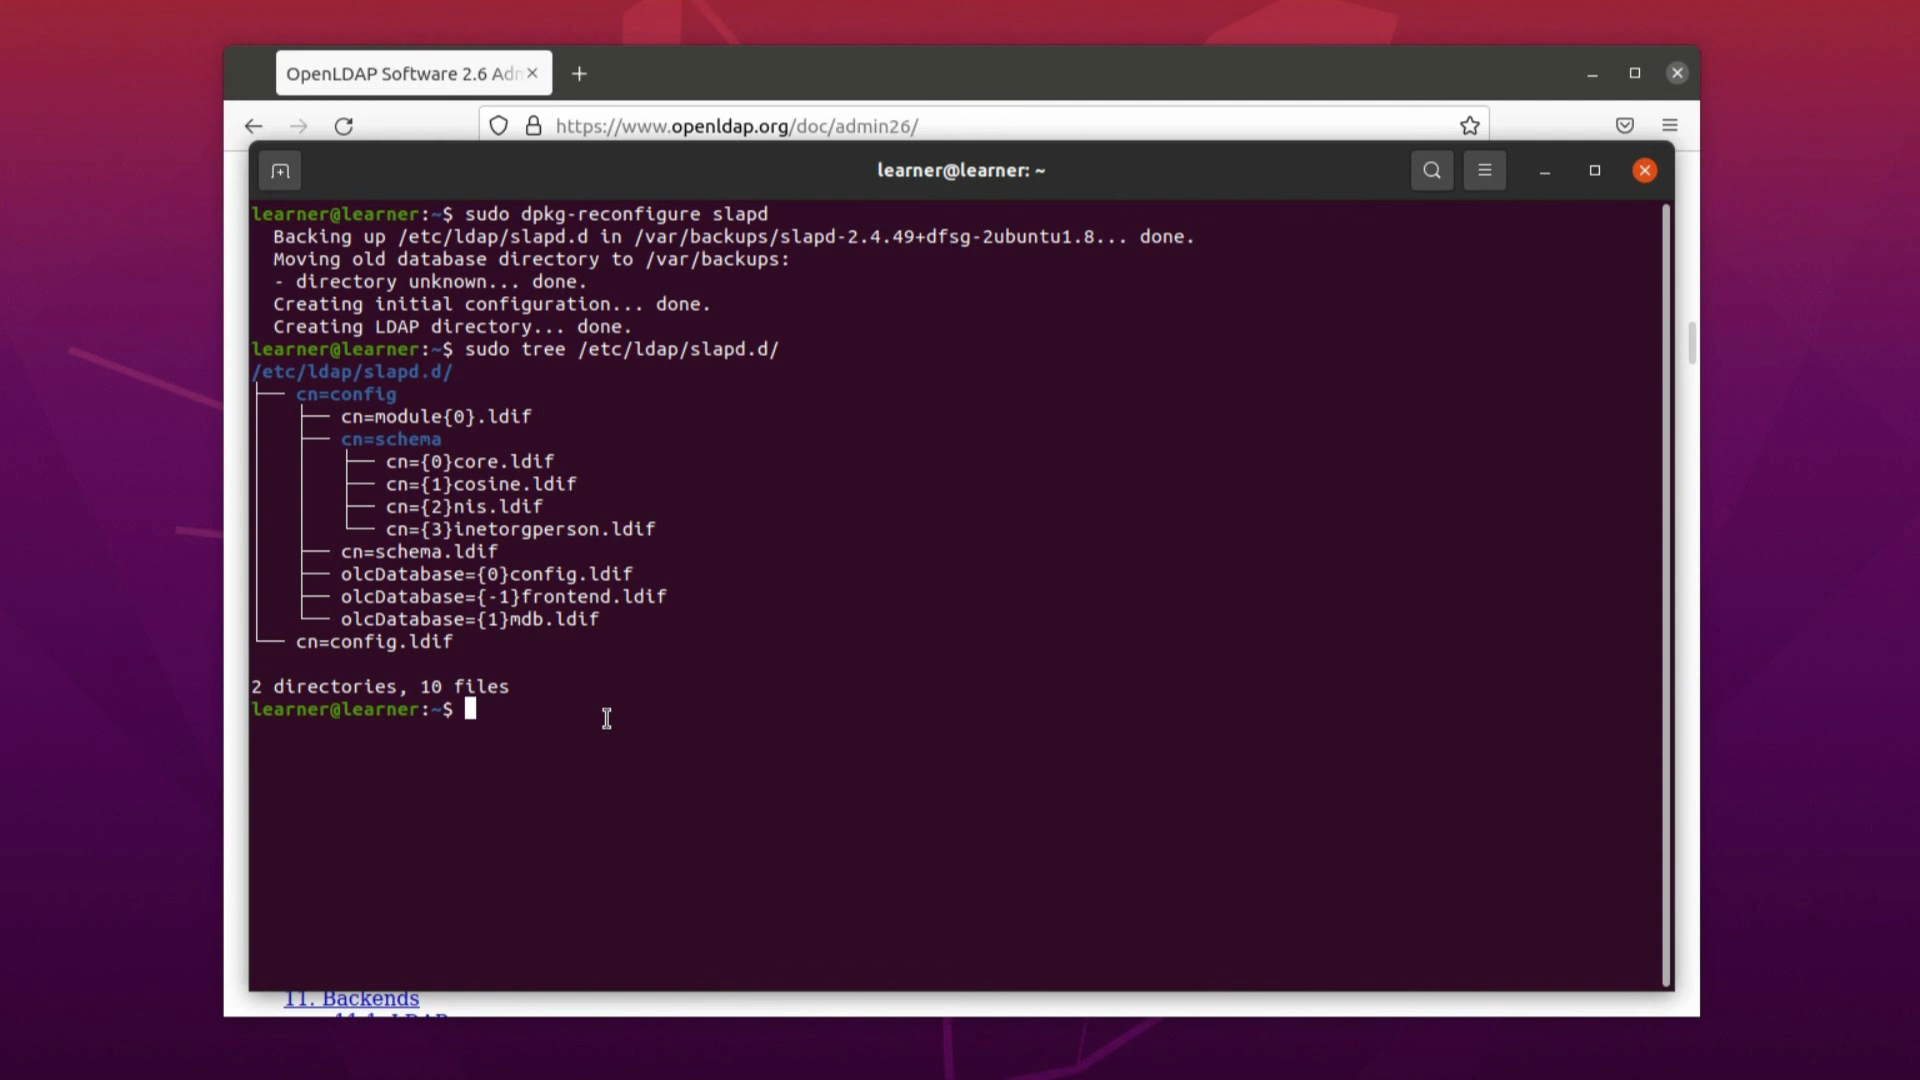 OpenLDAP Software 2.6 Adm
https://www.openldap.org/doc/admin26/
learner@learner: ~
learner@learner:~$ sudo dpkg-reconfigure slapd
  Backing up /etc/ldap/slapd.d in /var/backups/slapd-2.4.49+dfsg-2ubuntu1.8... done.
  Moving old database directory to /var/backups:
  - directory unknown... done.
  Creating initial configuration... done.
  Creating LDAP directory... done.
learner@learner:~$ sudo tree /etc/ldap/slapd.d/
/etc/ldap/slapd.d/
├── cn=config
│   ├── cn=module{0}.ldif
│   ├── cn=schema
│   │   ├── cn={0}core.ldif
│   │   ├── cn={1}cosine.ldif
│   │   ├── cn={2}nis.ldif
│   │   └── cn={3}inetorgperson.ldif
│   ├── cn=schema.ldif
│   ├── olcDatabase={0}config.ldif
│   ├── olcDatabase={-1}frontend.ldif
│   └── olcDatabase={1}mdb.ldif
└── cn=config.ldif

2 directories, 10 files
learner@learner:~$
11. Backends
11.1. LDAP